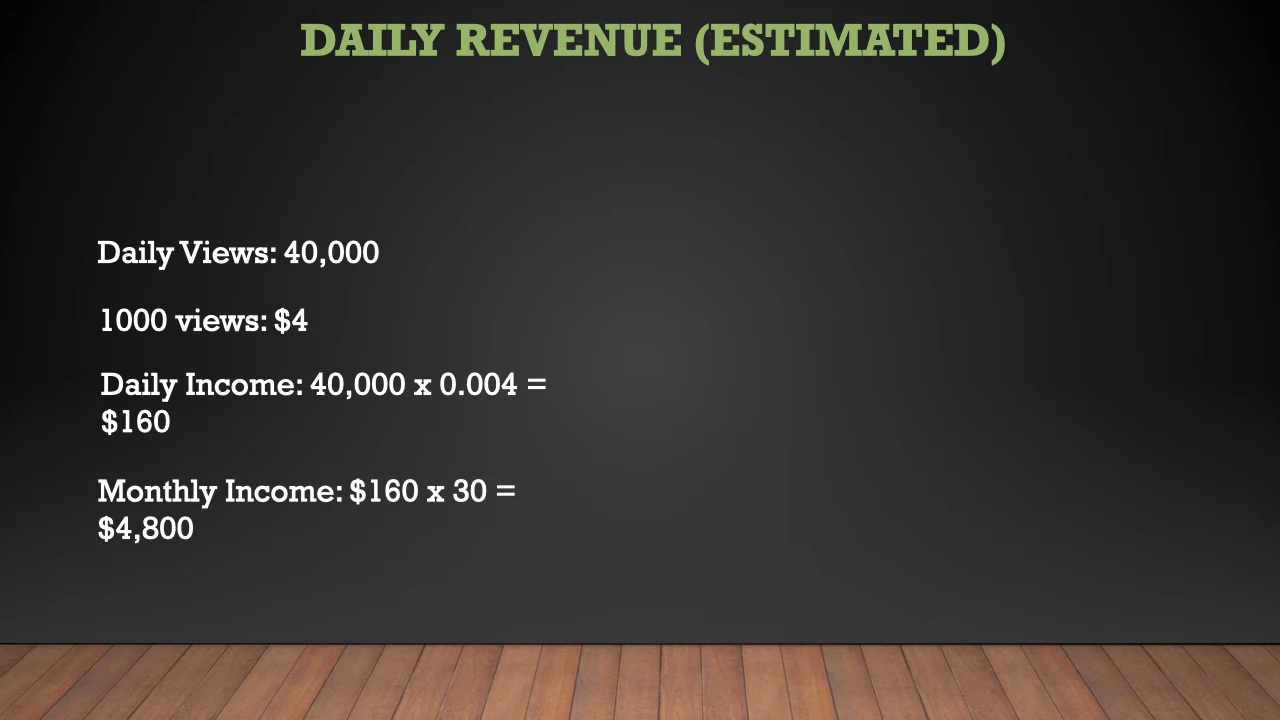 DAILY REVENUE (ESTIMATED)
Daily Views: 40,000
1000 views: $4
Daily Income: 40,000 x 0.004 =
$160
Monthly Income: $160 x 30 =
$4,800